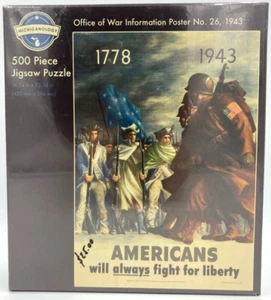 MICHIGANOLOGY
Office of War Information Poster No. 26, 1943
500 Piece
Jigsaw Puzzle
1778 1943
AMERICANS
will always fight for liberty